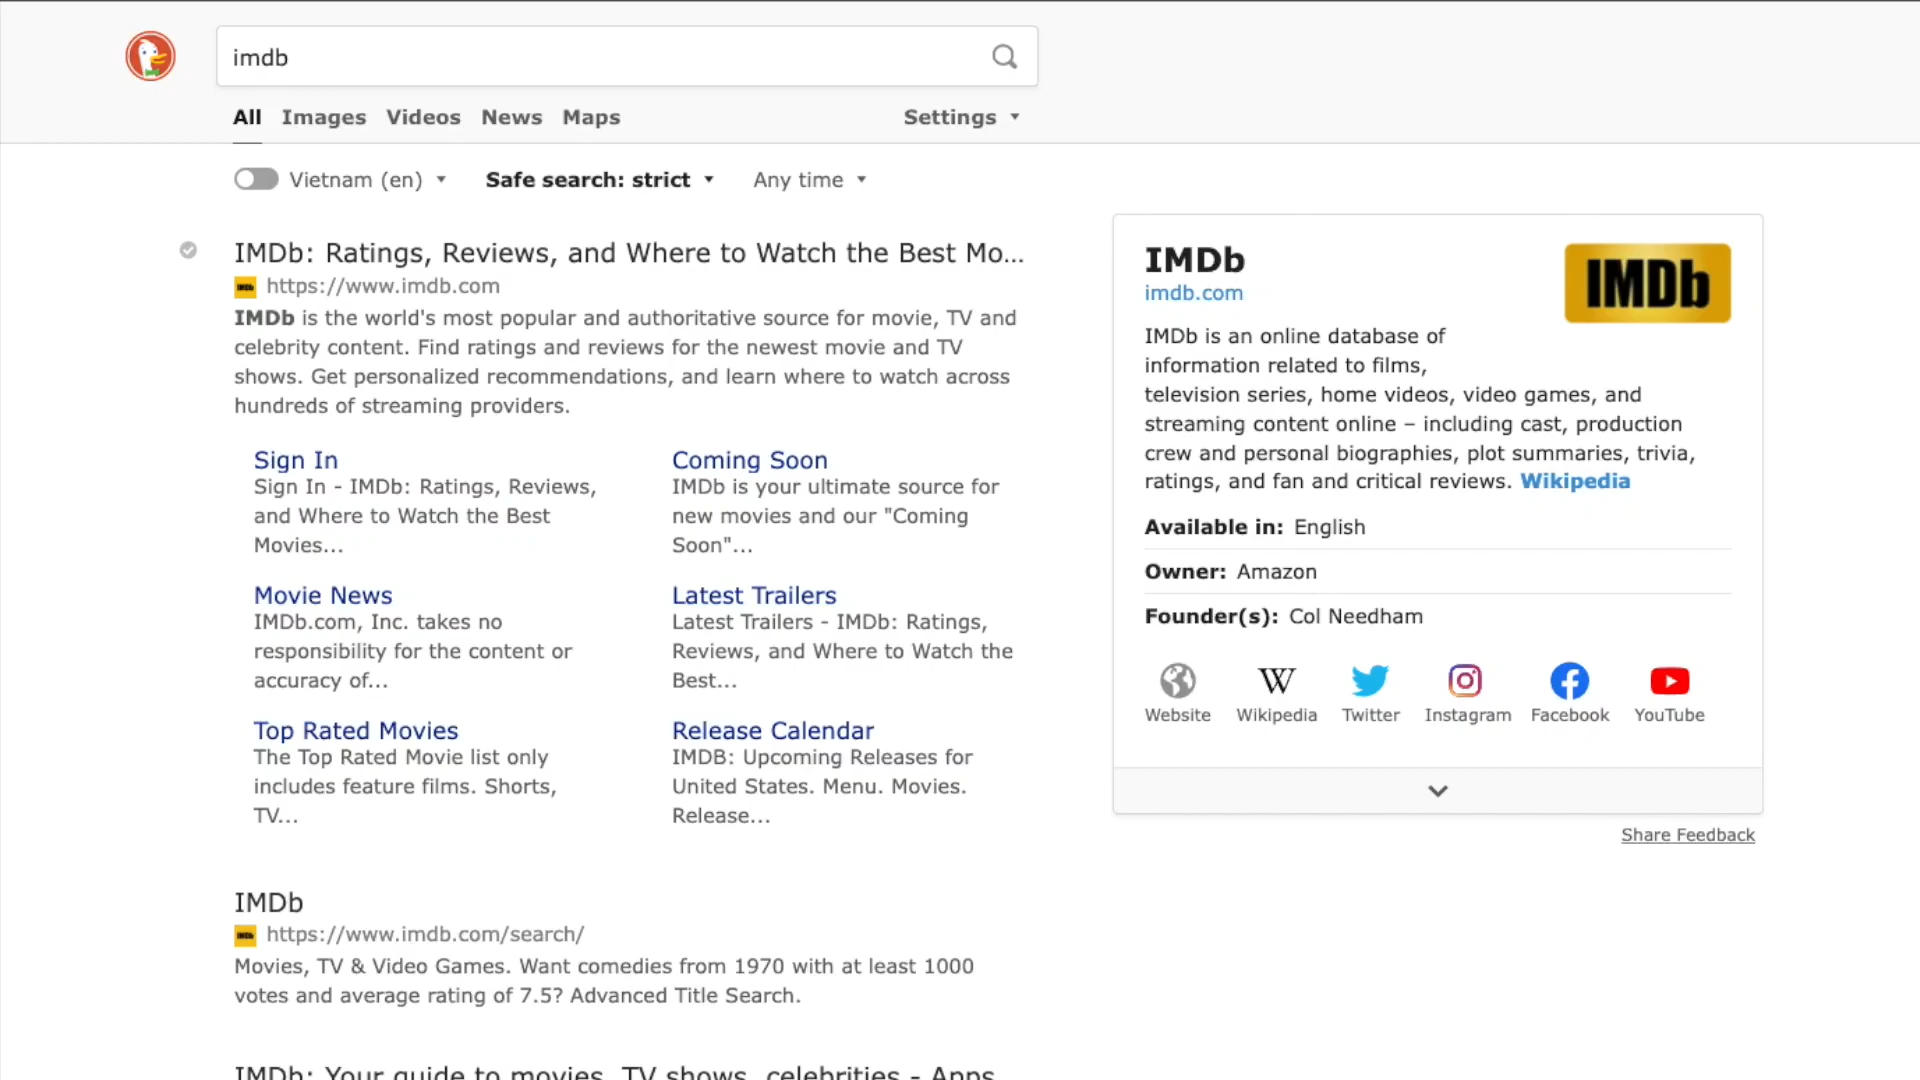 imdb
All Images Videos News Maps Settings
Vietnam (en) Safe search: strict Any time
IMDb: Ratings, Reviews, and Where to Watch the Best Mo...
IMDb https://www.imdb.com
IMDb is the world's most popular and authoritative source for movie, TV and
celebrity content. Find ratings and reviews for the newest movie and TV
shows. Get personalized recommendations, and learn where to watch across
hundreds of streaming providers.
Sign In
Sign In - IMDb: Ratings, Reviews,
and Where to Watch the Best
Movies...
Coming Soon
IMDb is your ultimate source for
new movies and our "Coming
Soon"...
Movie News
IMDb.com, Inc. takes no
responsibility for the content or
accuracy of...
Latest Trailers
Latest Trailers - IMDb: Ratings,
Reviews, and Where to Watch the
Best...
Top Rated Movies
The Top Rated Movie list only
includes feature films. Shorts,
TV...
Release Calendar
IMDB: Upcoming Releases for
United States. Menu. Movies.
Release...
IMDb
IMDb https://www.imdb.com/search/
Movies, TV & Video Games. Want comedies from 1970 with at least 1000
votes and average rating of 7.5? Advanced Title Search.
IMDb: Your guide to movies, TV shows, celebrities - Apps
IMDb
imdb.com
IMDb
IMDb is an online database of
information related to films,
television series, home videos, video games, and
streaming content online – including cast, production
crew and personal biographies, plot summaries, trivia,
ratings, and fan and critical reviews. Wikipedia
Available in: English
Owner: Amazon
Founder(s): Col Needham
W
Website Wikipedia Twitter Instagram Facebook YouTube
Share Feedback